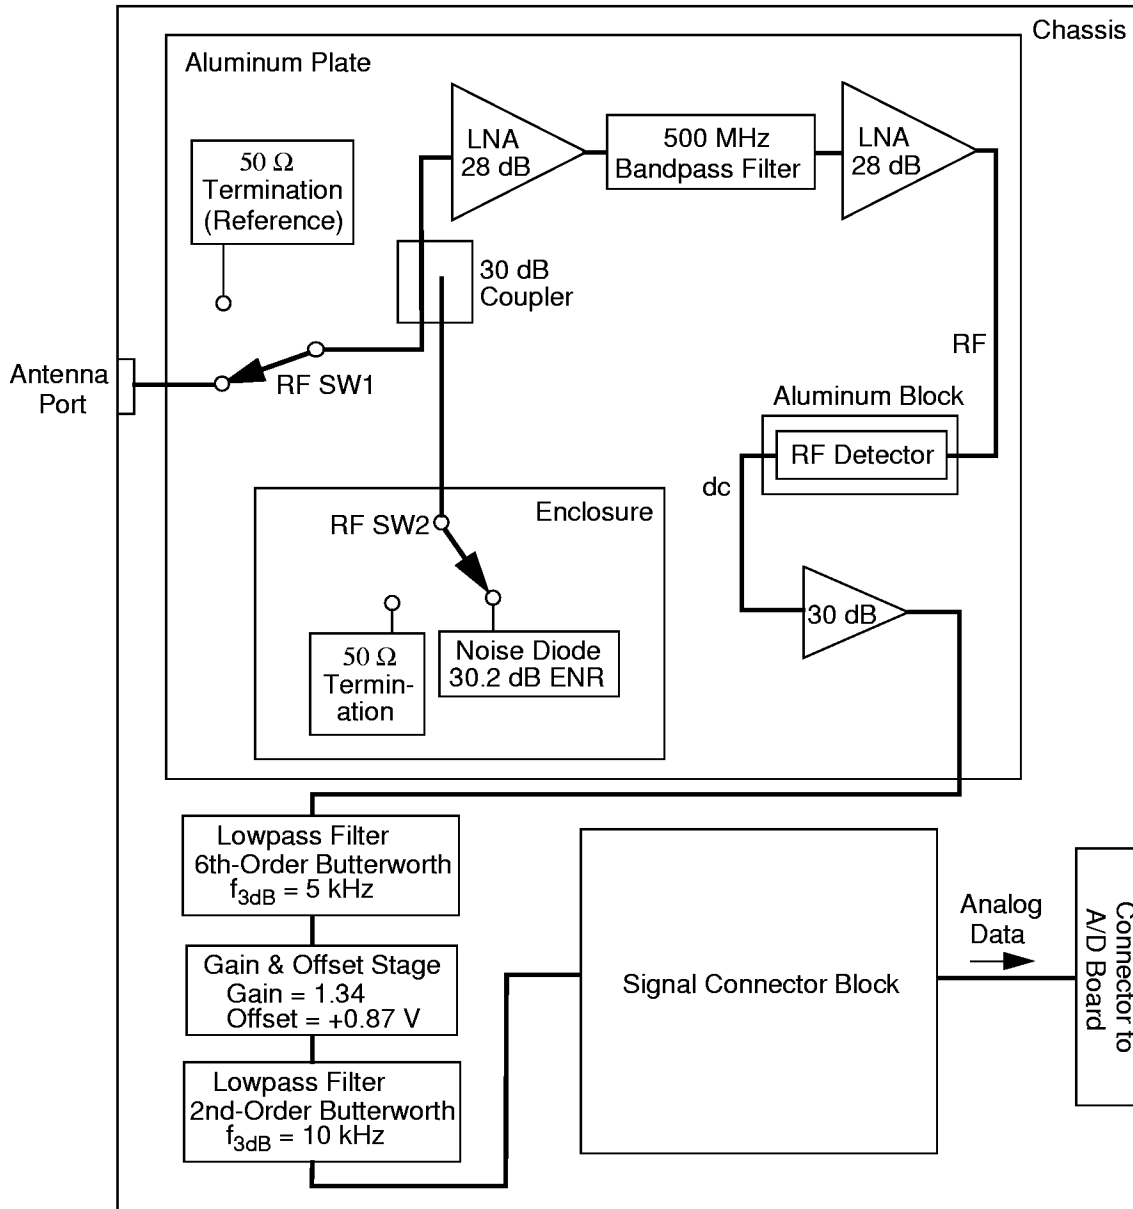 Chassis
Aluminum Plate
LNA
28 dB
500 MHz
Bandpass Filter
LNA
28 dB
50 Ω
Termination
(Reference)
30 dB
Coupler
RF
Antenna
Port
RF SW1
Aluminum Block
RF Detector
dc
RF SW2
Enclosure
30 dB
50 Ω
Termin-
ation
Noise Diode
30.2 dB ENR
Lowpass Filter
6th-Order Butterworth
f3dB = 5 kHz
Gain & Offset Stage
Gain = 1.34
Offset = +0.87 V
Lowpass Filter
2nd-Order Butterworth
f3dB = 10 kHz
Signal Connector Block
Analog
Data
Connector to
A/D Board